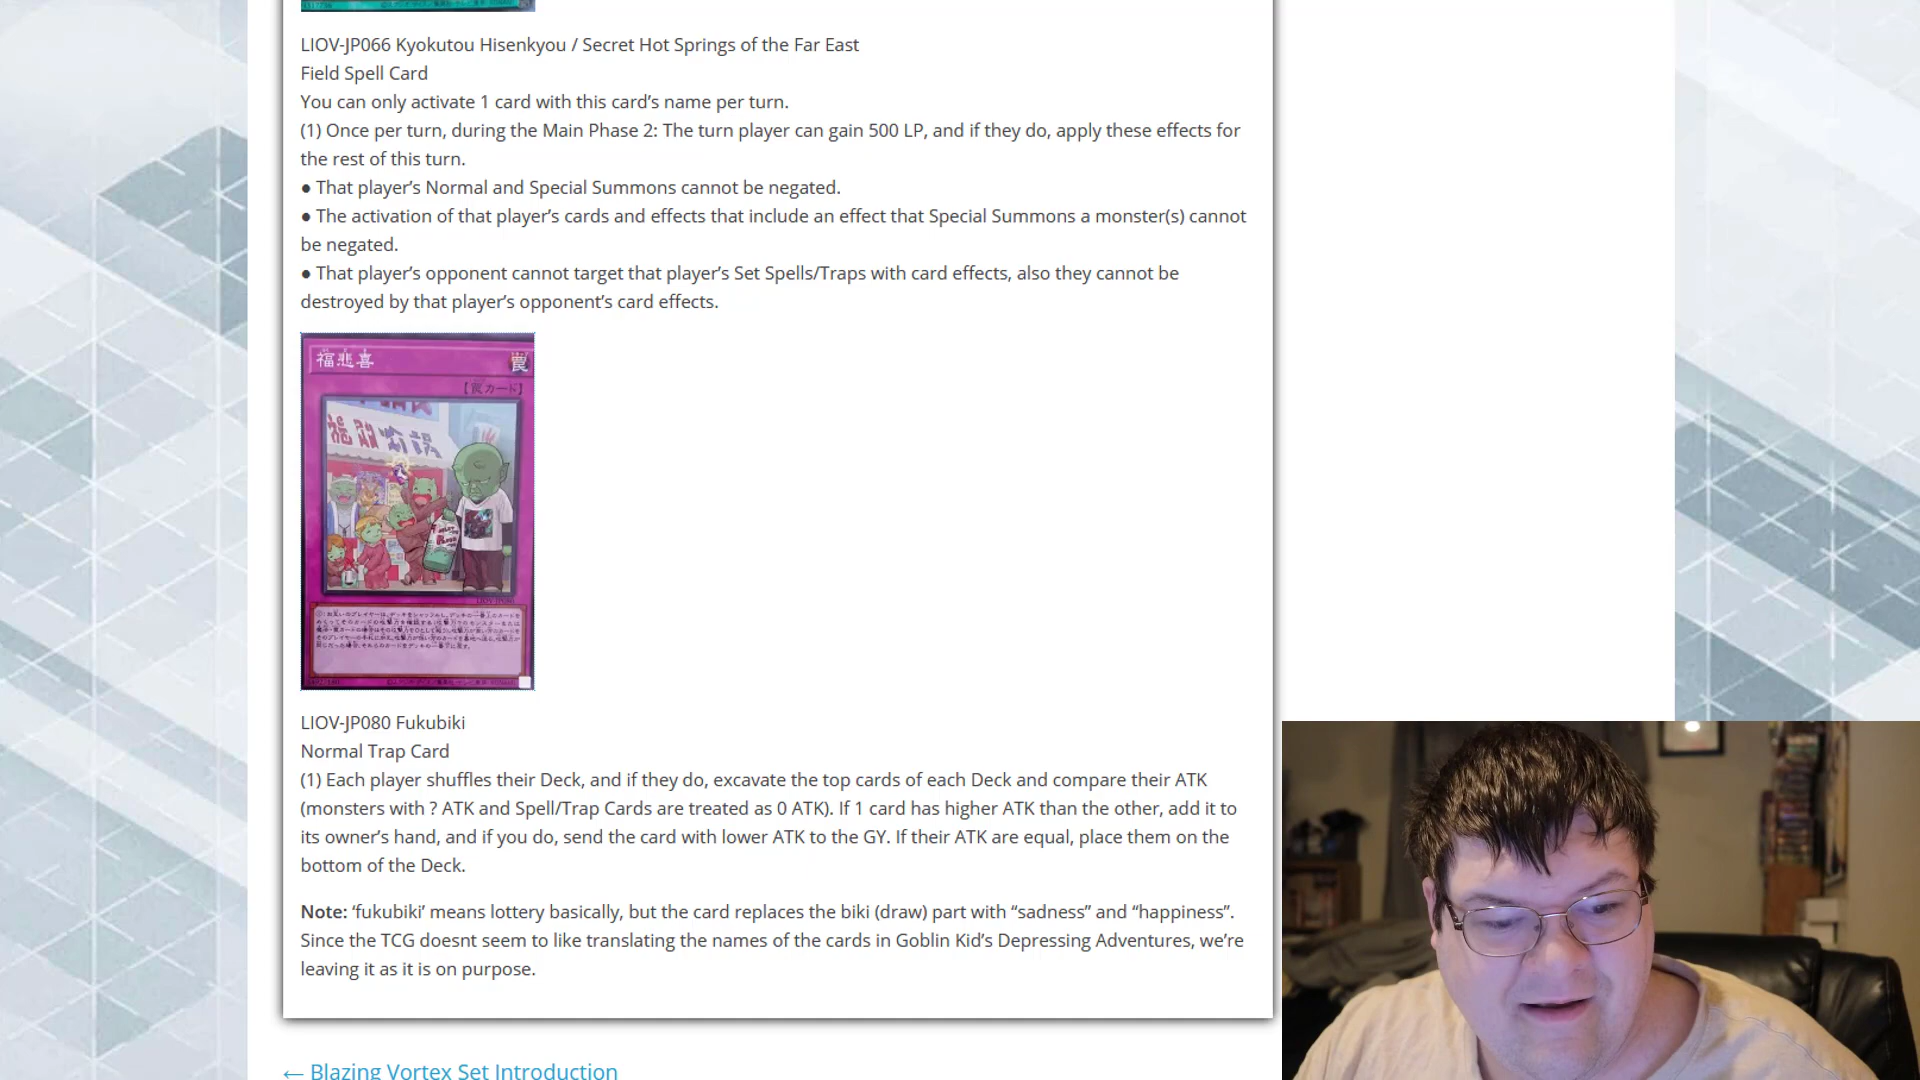 LIOV-JP066 Kyokutou Hisenkyou / Secret Hot Springs of the Far East
Field Spell Card
You can only activate 1 card with this card’s name per turn.
(1) Once per turn, during the Main Phase 2: The turn player can gain 500 LP, and if they do, apply these effects for
the rest of this turn.
● That player’s Normal and Special Summons cannot be negated.
● The activation of that player’s cards and effects that include an effect that Special Summons a monster(s) cannot
be negated.
● That player’s opponent cannot target that player’s Set Spells/Traps with card effects, also they cannot be
destroyed by that player’s opponent’s card effects.
福悲喜
罠
【罠カード】
LIOV-JP080
LIOV-JP080 Fukubiki
Normal Trap Card
(1) Each player shuffles their Deck, and if they do, excavate the top cards of each Deck and compare their ATK
(monsters with ? ATK and Spell/Trap Cards are treated as 0 ATK). If 1 card has higher ATK than the other, add it to
its owner’s hand, and if you do, send the card with lower ATK to the GY. If their ATK are equal, place them on the
bottom of the Deck.
Note: ‘fukubiki’ means lottery basically, but the card replaces the biki (draw) part with “sadness” and “happiness”.
Since the TCG doesnt seem to like translating the names of the cards in Goblin Kid’s Depressing Adventures, we’re
leaving it as it is on purpose.
← Blazing Vortex Set Introduction